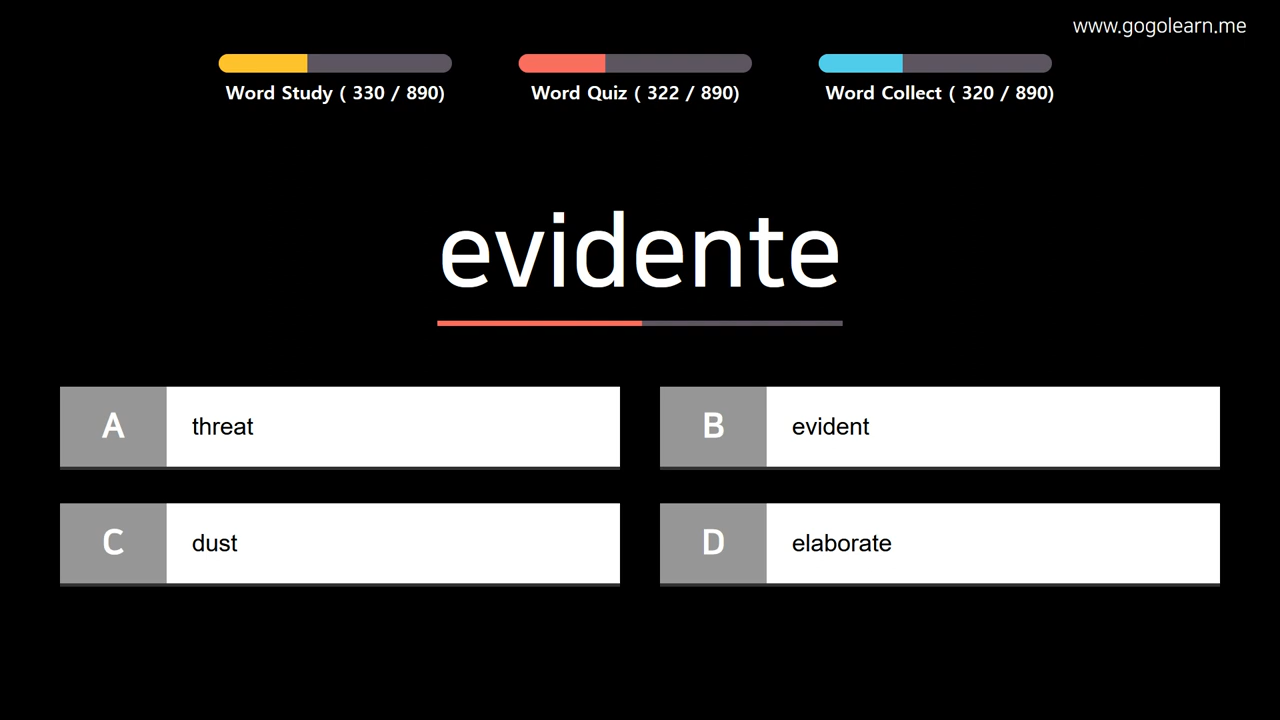 www.gogolearn.me
Word Study ( 330 / 890)
Word Quiz ( 322 / 890)
Word Collect ( 320 / 890)
evidente
A threat
B evident
C dust
D elaborate